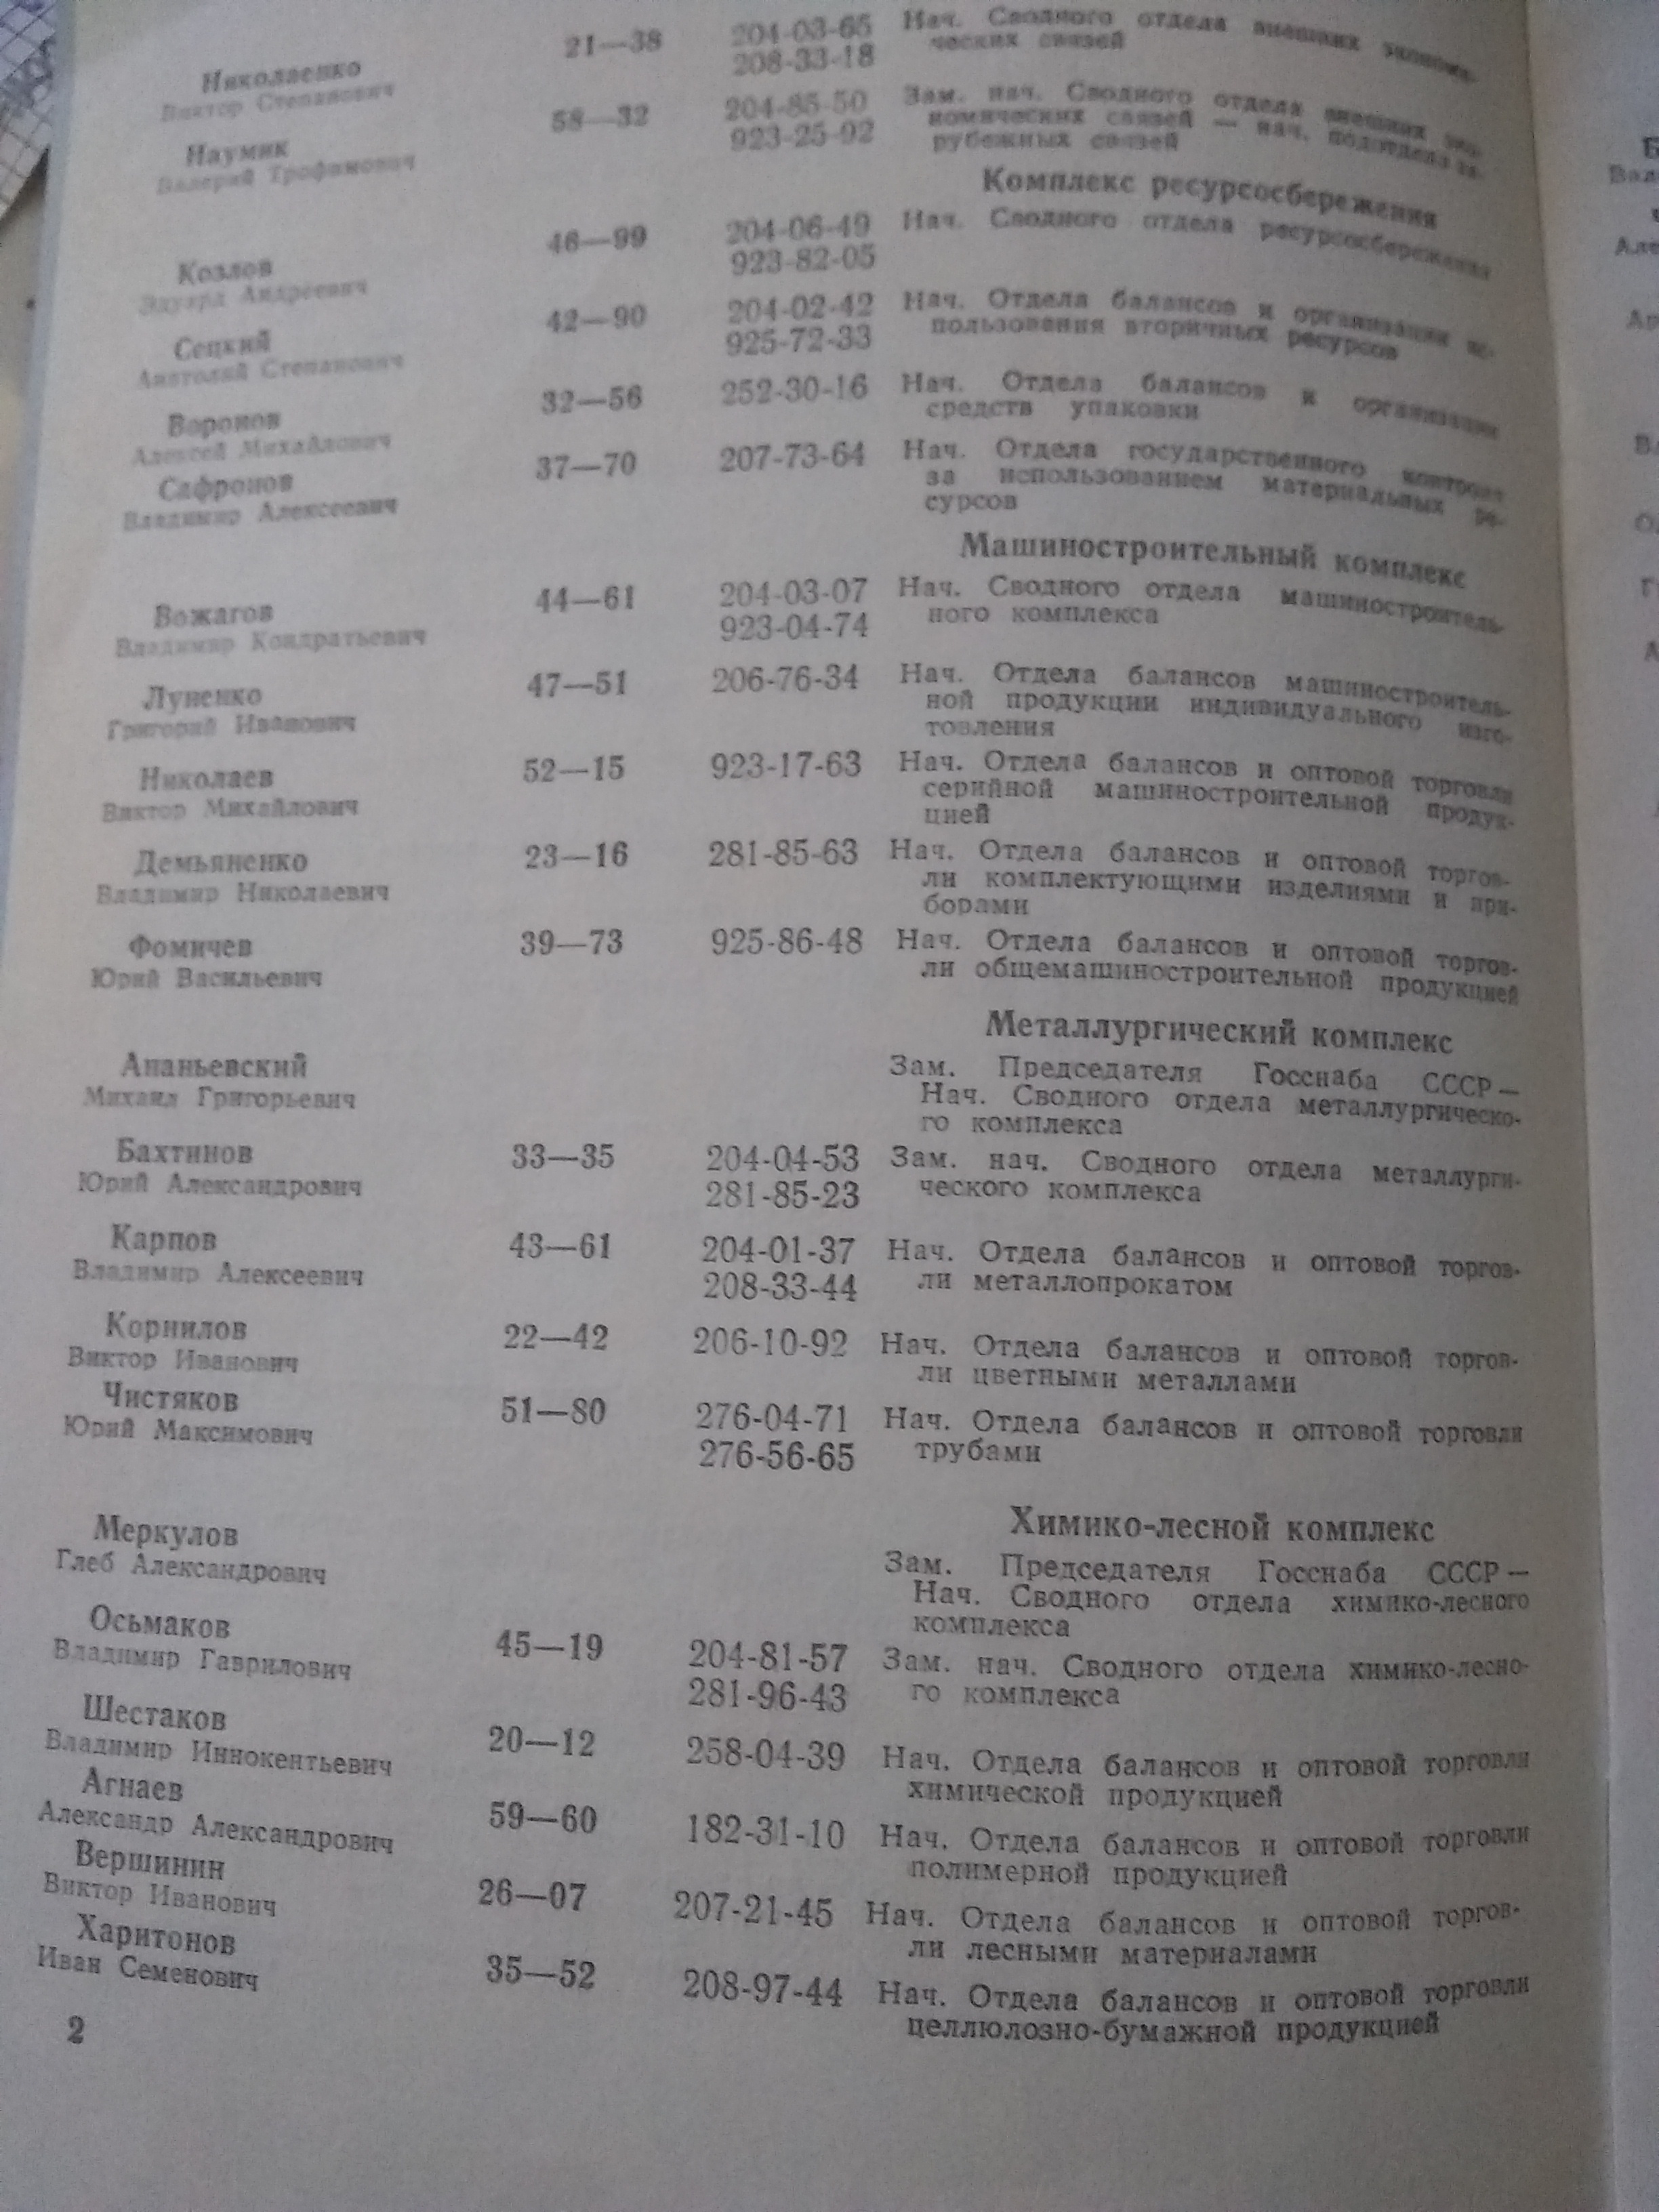 Николаенко 21—38 204-03-65 Нач. Сводного отдела внешних экономи-
Виктор Степанович 208-33-18 ческих связей
Наумик 58—32 204-85-50 Зам. нач. Сводного отдела внешних эко-
Валерий Трофимович 923-25-92 номических связей — нач. подотдела за-
рубежных связей
Комплекс ресурсосбережения
Козлов 46—99 204-06-49 Нач. Сводного отдела ресурсосбережения
Эдуард Андреевич 923-82-05
Сецкий 42—90 204-02-42 Нач. Отдела балансов и организации ис-
Анатолий Степанович 925-72-33 пользования вторичных ресурсов
Воронов 32—56 252-30-16 Нач. Отдела балансов и организации
Алексей Михайлович средств упаковки
Сафронов 37—70 207-73-64 Нач. Отдела государственного контроля
Владимир Алексеевич за использованием материальных ре-
сурсов
Машиностроительный комплекс
Вожагов 44—61 204-03-07 Нач. Сводного отдела машинострои­тель-
Владимир Кондратьевич 923-04-74 ного комплекса
Луненко 47—51 206-76-34 Нач. Отдела балансов машиностроитель-
Григорий Иванович ной продукции индивидуального изго-
товления
Николаев 52—15 923-17-63 Нач. Отдела балансов и оптовой торговли
Виктор Михайлович серийной машиностроительной продук-
цией
Демьяненко 23—16 281-85-63 Нач. Отдела балансов и оптовой торгов-
Владимир Николаевич ли комплектующими изделиями и при-
борами
Фомичев 39—73 925-86-48 Нач. Отдела балансов и оптовой торгов-
Юрий Васильевич ли общемашиностроительной продукцией
Металлургический комплекс
Ананьевский Зам. Председателя Госснаба СССР —
Михаил Григорьевич Нач. Сводного отдела металлургическо-
го комплекса
Бахтинов 33—35 204-04-53 Зам. нач. Сводного отдела металлурги-
Юрий Александрович 281-85-23 ческого комплекса
Карпов 43—61 204-01-37 Нач. Отдела балансов и оптовой торгов-
Владимир Алексеевич 208-33-44 ли металлопрокатом
Корнилов 22—42 206-10-92 Нач. Отдела балансов и оптовой торгов-
Виктор Иванович ли цветными металлами
Чистяков 51—80 276-04-71 Нач. Отдела балансов и оптовой торговли
Юрий Максимович 276-56-65 трубами
Химико-лесной комплекс
Меркулов Зам. Председателя Госснаба СССР —
Глеб Александрович Нач. Сводного отдела химико-лесного
комплекса
Осьмаков 45—19 204-81-57 Зам. нач. Сводного отдела химико-лесно-
Владимир Гаврилович 281-96-43 го комплекса
Шестаков 20—12 258-04-39 Нач. Отдела балансов и оптовой торговли
Владимир Иннокентьевич химической продукцией
Агнаев 59—60 182-31-10 Нач. Отдела балансов и оптовой торговли
Александр Александрович полимерной продукцией
Вершинин 26—07 207-21-45 Нач. Отдела балансов и оптовой торгов-
Виктор Иванович ли лесными материалами
Харитонов 35—52 208-97-44 Нач. Отдела балансов и оптовой торговли
Иван Семенович целлюлозно-бумажной продукцией
2